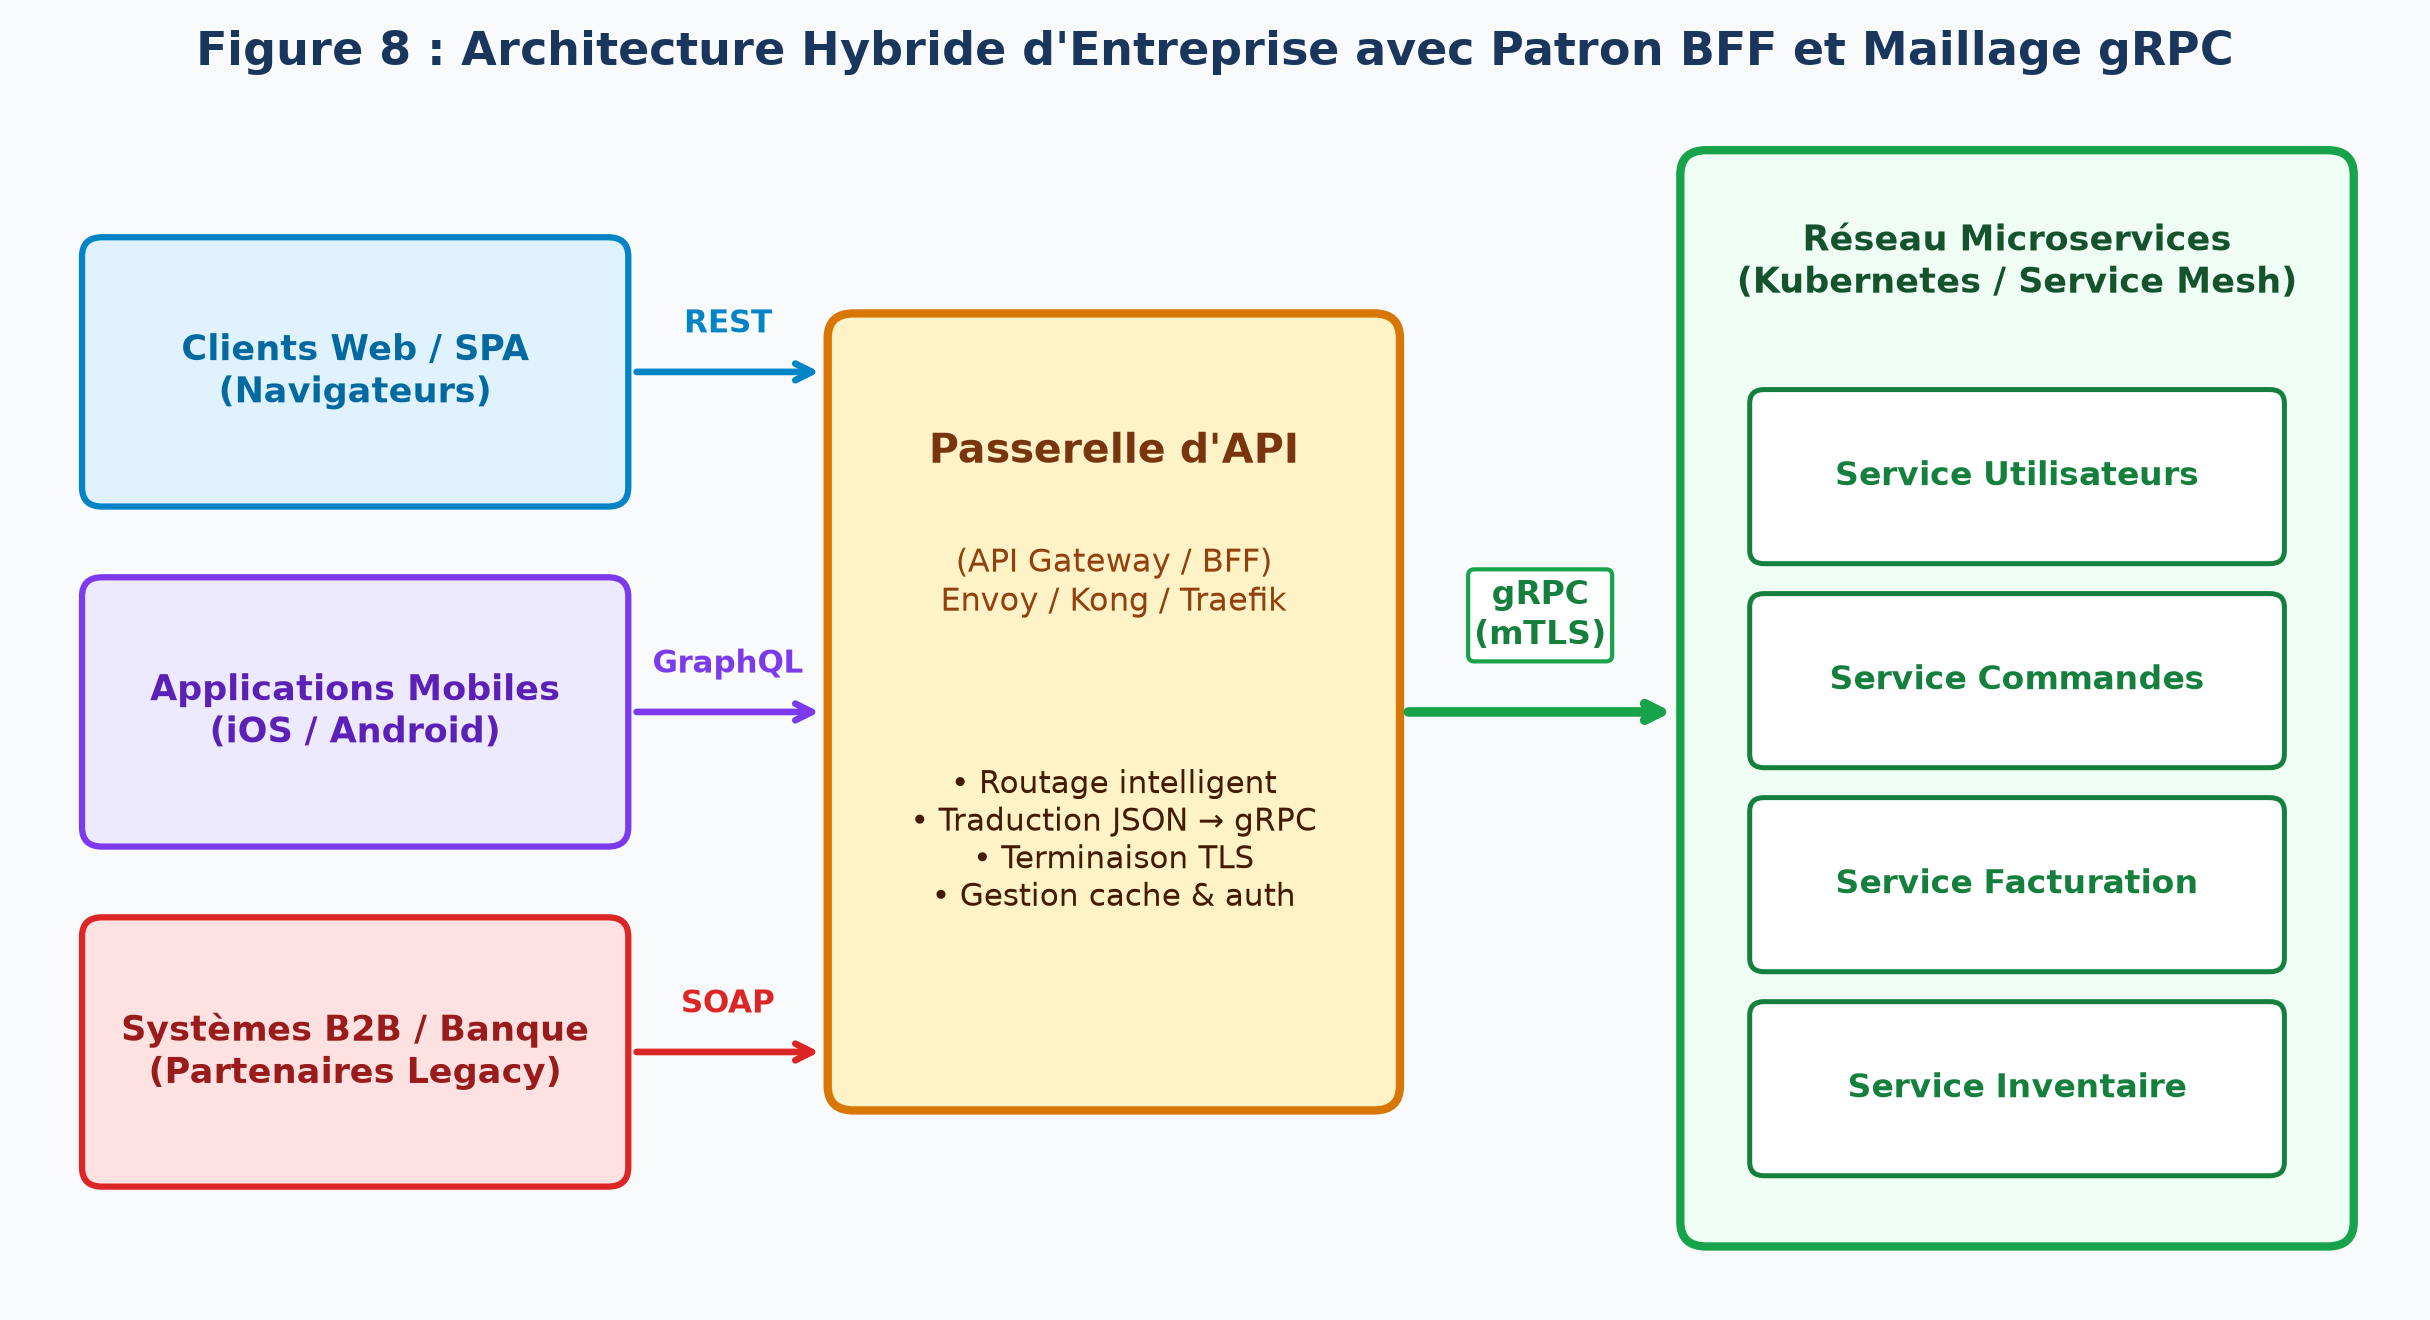 Figure 8 : Architecture Hybride d'Entreprise avec Patron BFF et Maillage gRPC
Clients Web / SPA
(Navigateurs)
REST
Applications Mobiles
(iOS / Android)
GraphQL
Systèmes B2B / Banque
(Partenaires Legacy)
SOAP
Passerelle d'API
(API Gateway / BFF)
Envoy / Kong / Traefik
• Routage intelligent
• Traduction JSON → gRPC
• Terminaison TLS
• Gestion cache & auth
gRPC
(mTLS)
Réseau Microservices
(Kubernetes / Service Mesh)
Service Utilisateurs
Service Commandes
Service Facturation
Service Inventaire